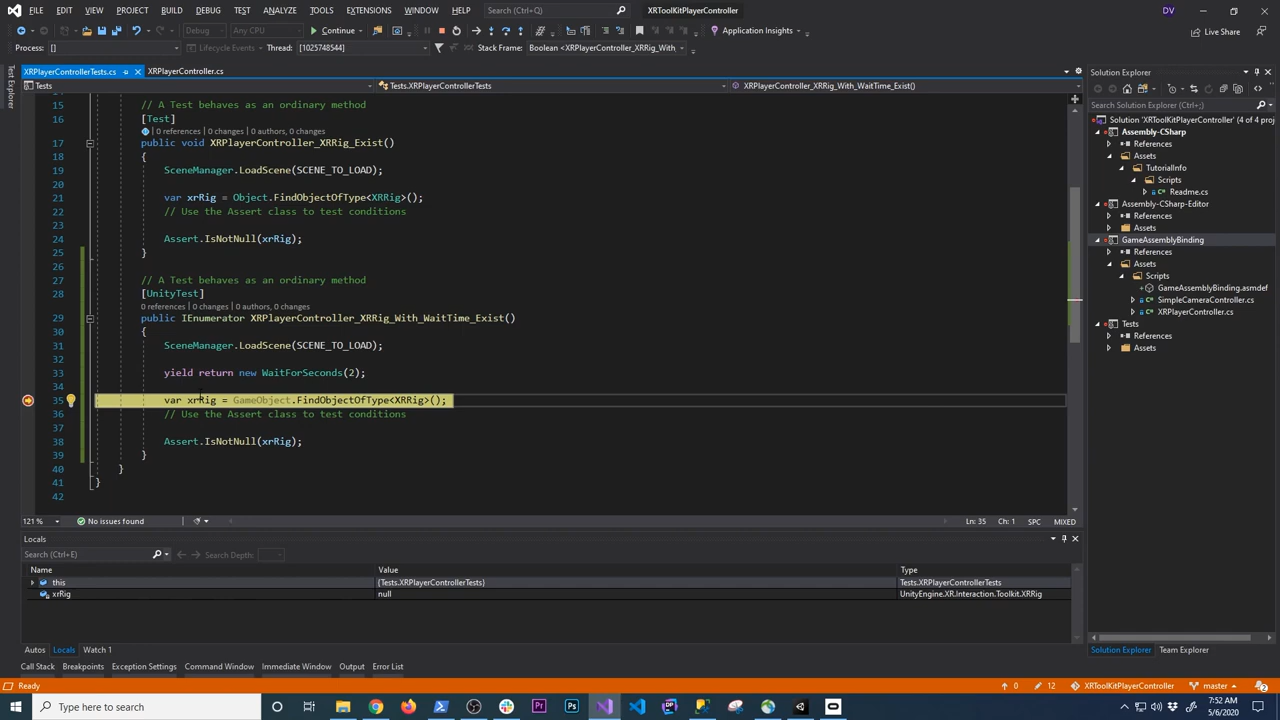 File Edit View Project Build Debug Test Analyze Tools Extensions Window Help Search (Ctrl+Q) XRToolKitPlayerController DV
Debug Any CPU Continue Application Insights Live Share
Process: [] Lifecycle Events Thread: [1025748544] Stack Frame: Boolean <XRPlayerController_XRRig_With
XRPlayerControllerTests.cs XRPlayerController.cs
Test Explorer
Tests Tests.XRPlayerControllerTests XRPlayerController_XRRig_With_WaitTime_Exist()
15 // A Test behaves as an ordinary method
16 [Test]
0 references | 0 changes | 0 authors, 0 changes
17 public void XRPlayerController_XRRig_Exist()
18 {
19 SceneManager.LoadScene(SCENE_TO_LOAD);
20
21 var xrRig = Object.FindObjectOfType<XRRig>();
22 // Use the Assert class to test conditions
23
24 Assert.IsNotNull(xrRig);
25 }
26
27 // A Test behaves as an ordinary method
28 [UnityTest]
0 references | 0 changes | 0 authors, 0 changes
29 public IEnumerator XRPlayerController_XRRig_With_WaitTime_Exist()
30 {
31 SceneManager.LoadScene(SCENE_TO_LOAD);
32
33 yield return new WaitForSeconds(2);
34
35 var xrRig = GameObject.FindObjectOfType<XRRig>();
36 // Use the Assert class to test conditions
37
38 Assert.IsNotNull(xrRig);
39 }
40 }
41 }
42
121 % No issues found Ln: 35 Ch: 1 SPC MIXED
Locals
Search (Ctrl+E) Search Depth:
Name Value Type
this {Tests.XRPlayerControllerTests} Tests.XRPlayerControllerTests
xrRig null UnityEngine.XR.Interaction.Toolkit.XRRig
Autos Locals Watch 1
Call Stack Breakpoints Exception Settings Command Window Immediate Window Output Error List
Solution Explorer
Search Solution Explorer (Ctrl+;)
Solution 'XRToolKitPlayerController' (4 of 4 pro
Assembly-CSharp
References
Assets
TutorialInfo
Scripts
Readme.cs
Assembly-CSharp-Editor
References
Assets
GameAssemblyBinding
References
Assets
Scripts
GameAssemblyBinding.asmdef
SimpleCameraController.cs
XRPlayerController.cs
Tests
References
Assets
Solution Explorer Team Explorer
Ready 0 12 XRToolKitPlayerController master 2
Type here to search
7:52 AM
5/6/2020